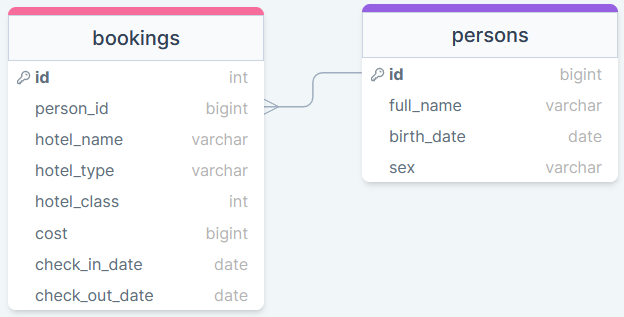 bookings
id int
person_id bigint
hotel_name varchar
hotel_type varchar
hotel_class int
cost bigint
check_in_date date
check_out_date date
persons
id bigint
full_name varchar
birth_date date
sex varchar